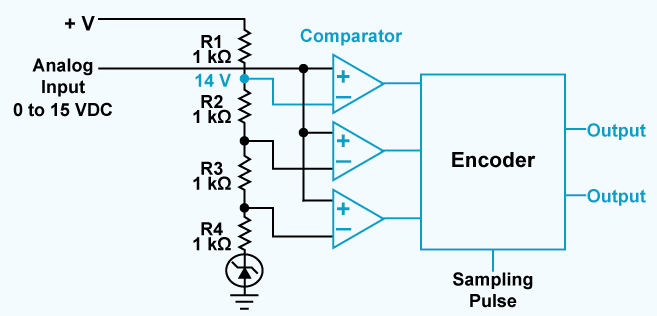 + V
R1
1 kΩ
Comparator
Analog
Input
0 to 15 VDC
14 V
+
−
R2
1 kΩ
+
−
Encoder
Output
R3
1 kΩ
Output
+
−
R4
1 kΩ
Sampling
Pulse